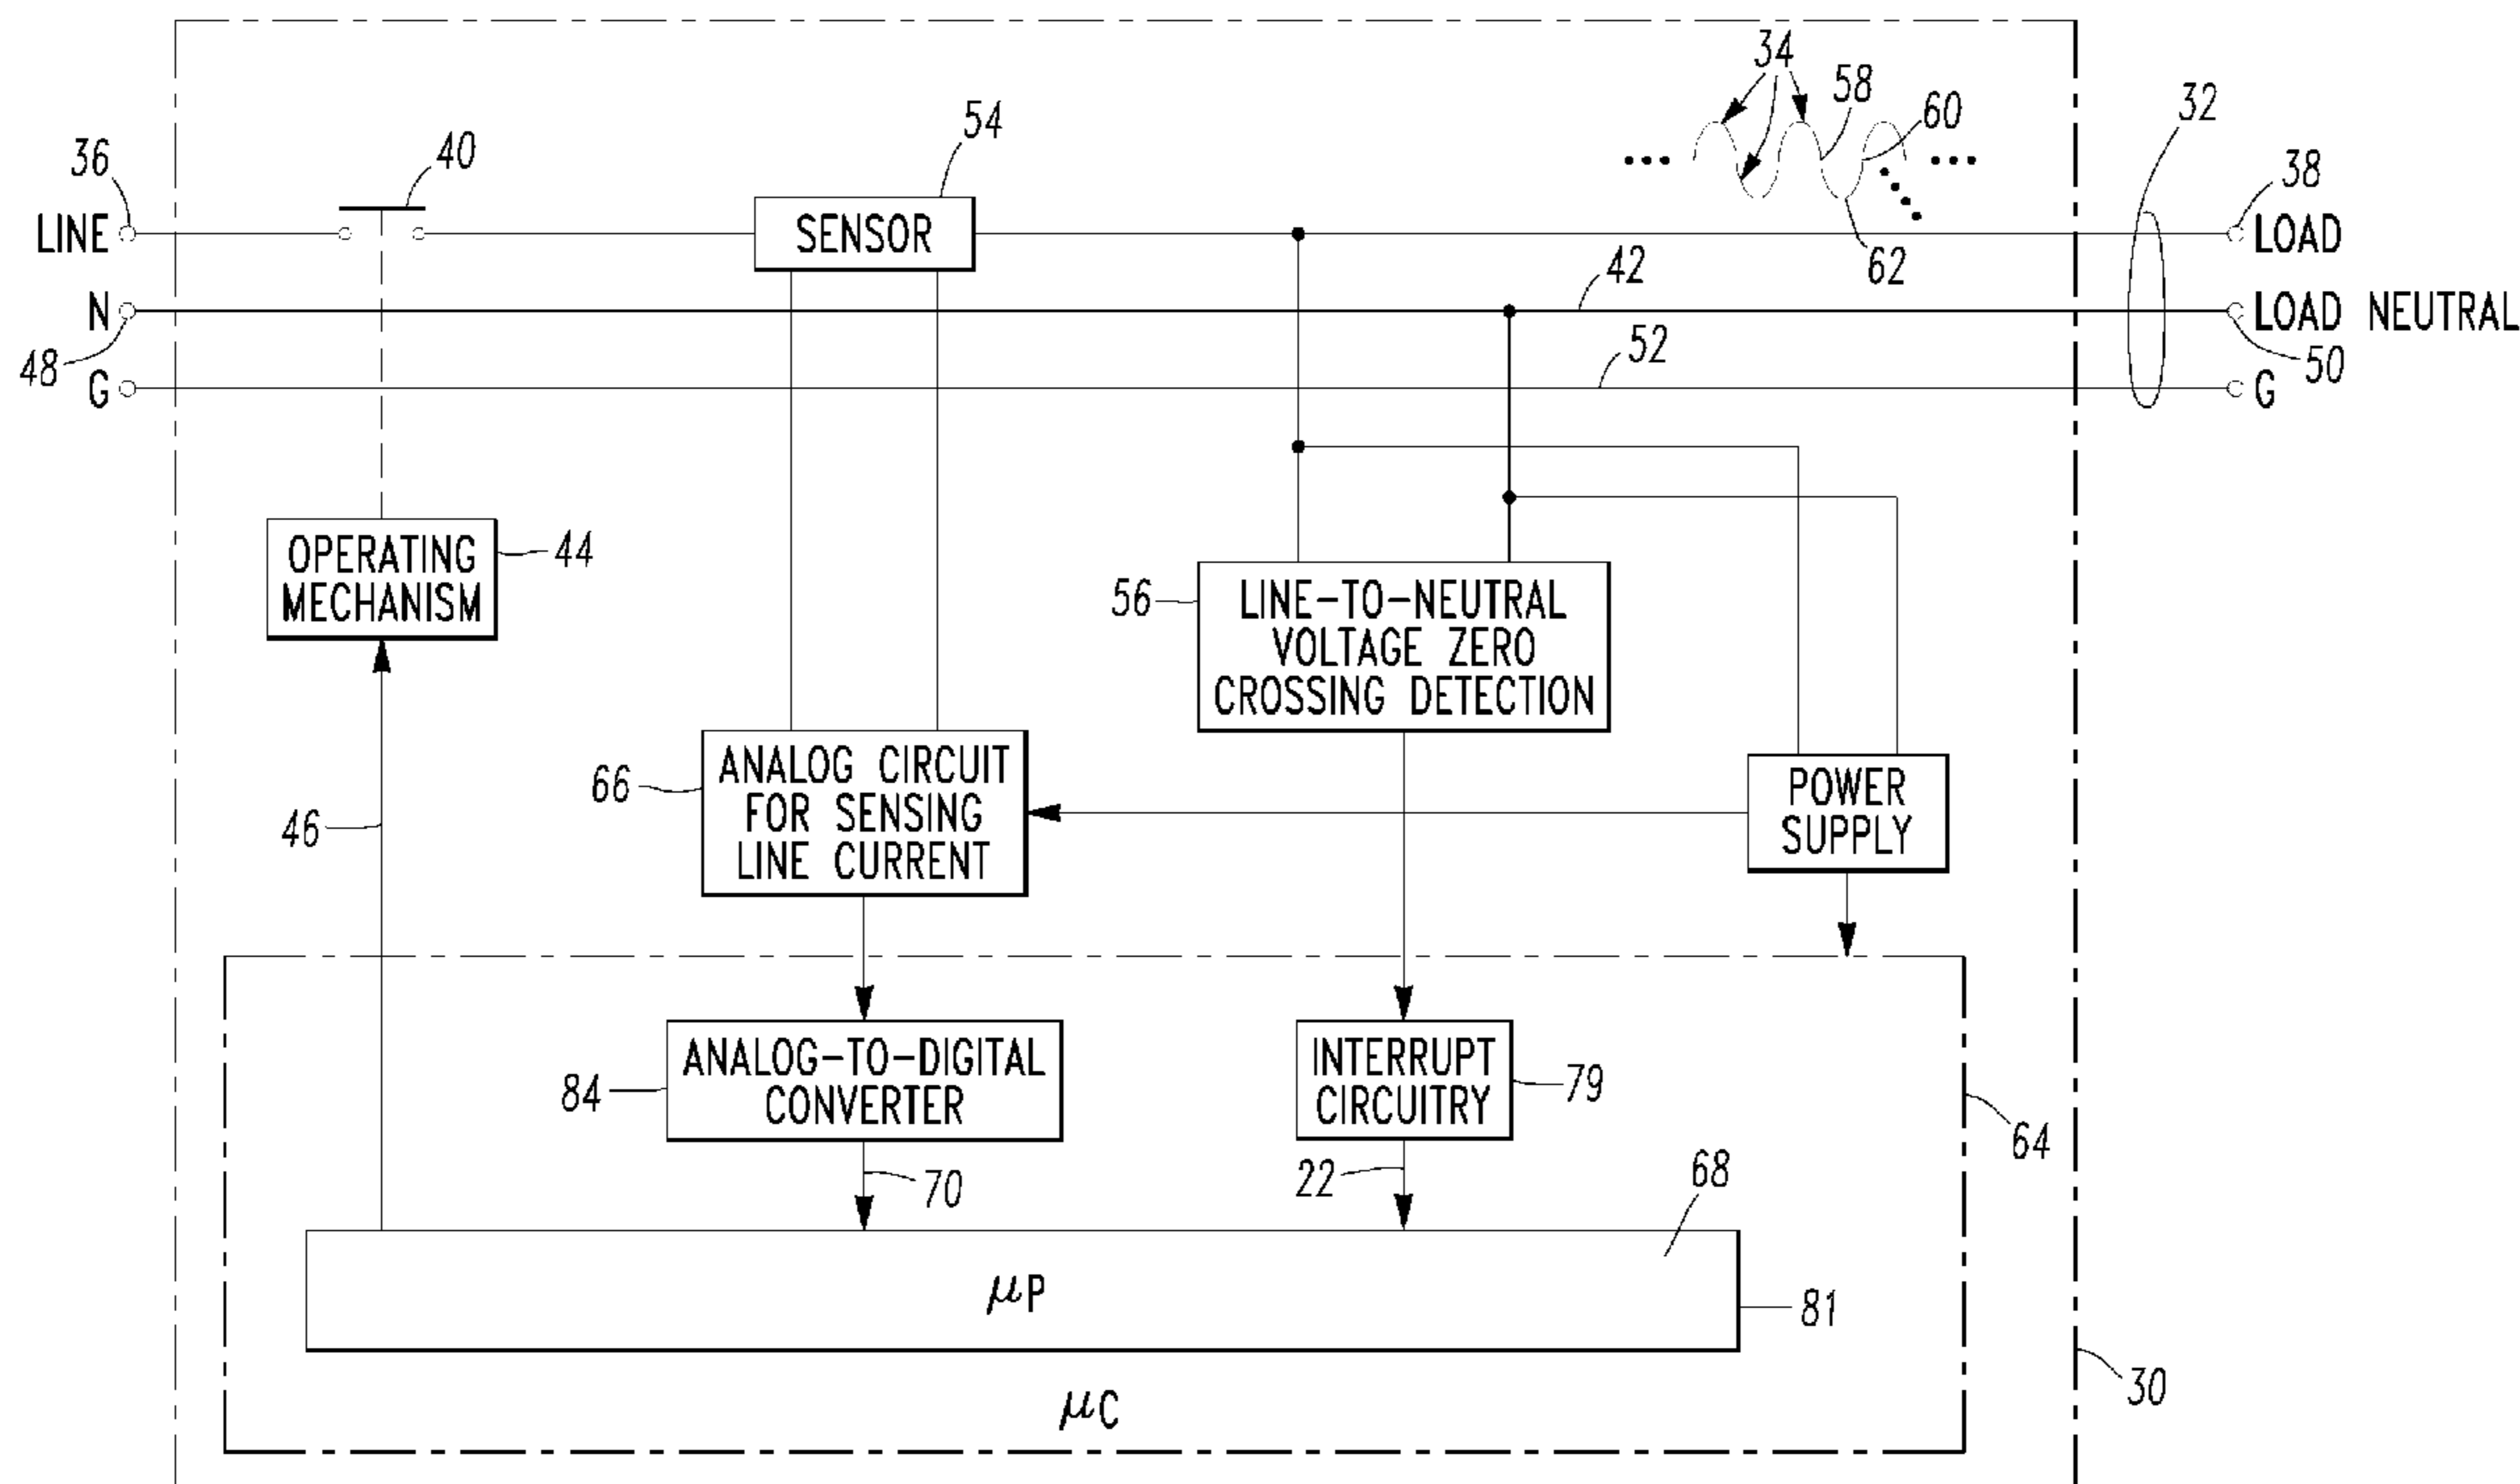 34
58
60
32
54
36
40
38
LINE
SENSOR
LOAD
42
62
N
LOAD NEUTRAL
52
48
50
G
G
OPERATING
MECHANISM
44
56
LINE-TO-NEUTRAL
VOLTAGE ZERO
CROSSING DETECTION
66
ANALOG CIRCUIT
FOR SENSING
LINE CURRENT
POWER
SUPPLY
46
84
ANALOG-TO-DIGITAL
CONVERTER
INTERRUPT
CIRCUITRY
79
64
70
22
68
μP
81
30
μC